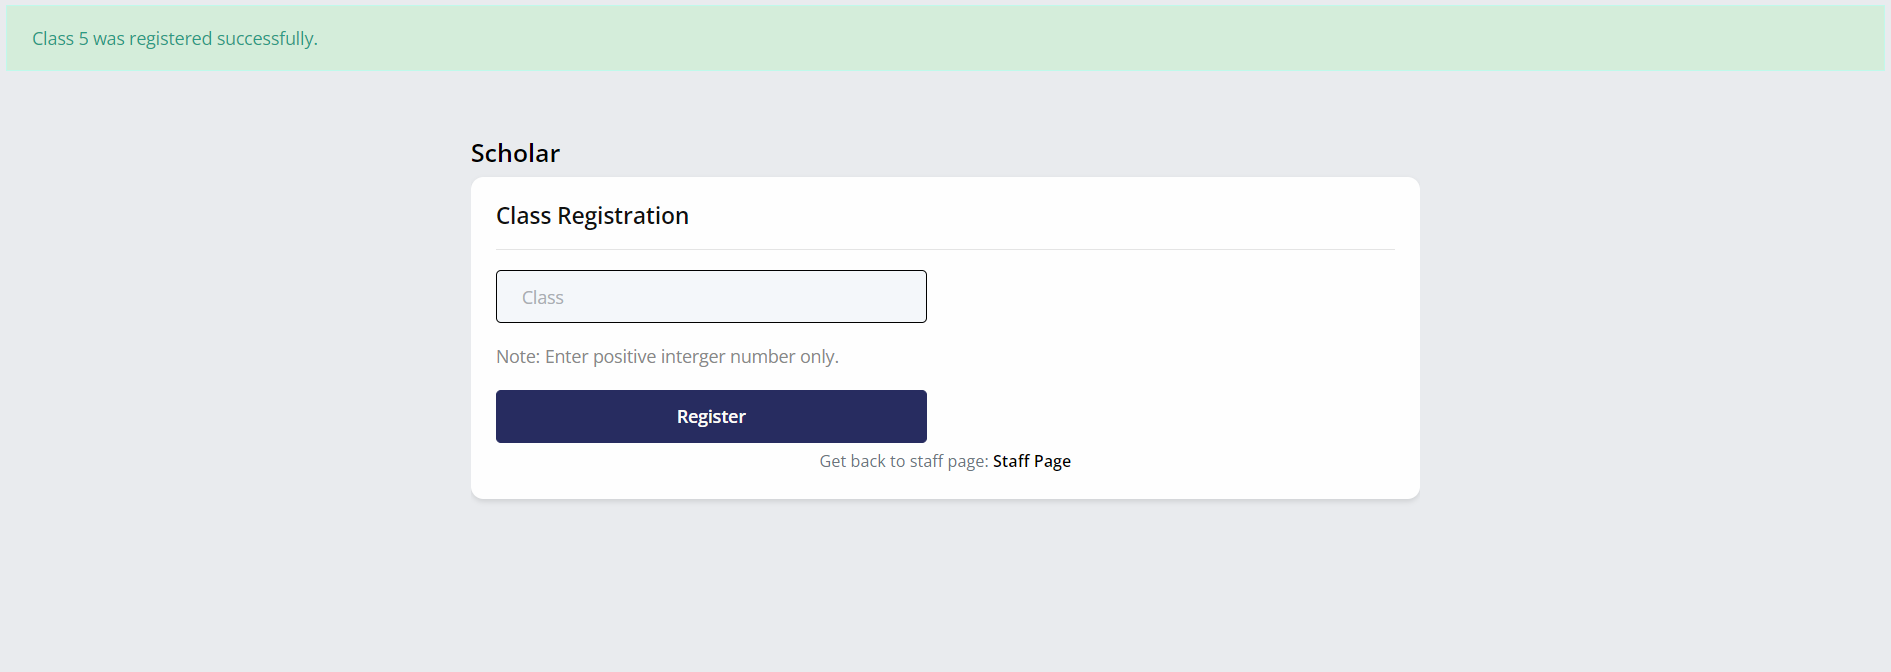 Class 5 was registered successfully.
Scholar
Class Registration
Class
Note: Enter positive interger number only.
Register
Get back to staff page: Staff Page